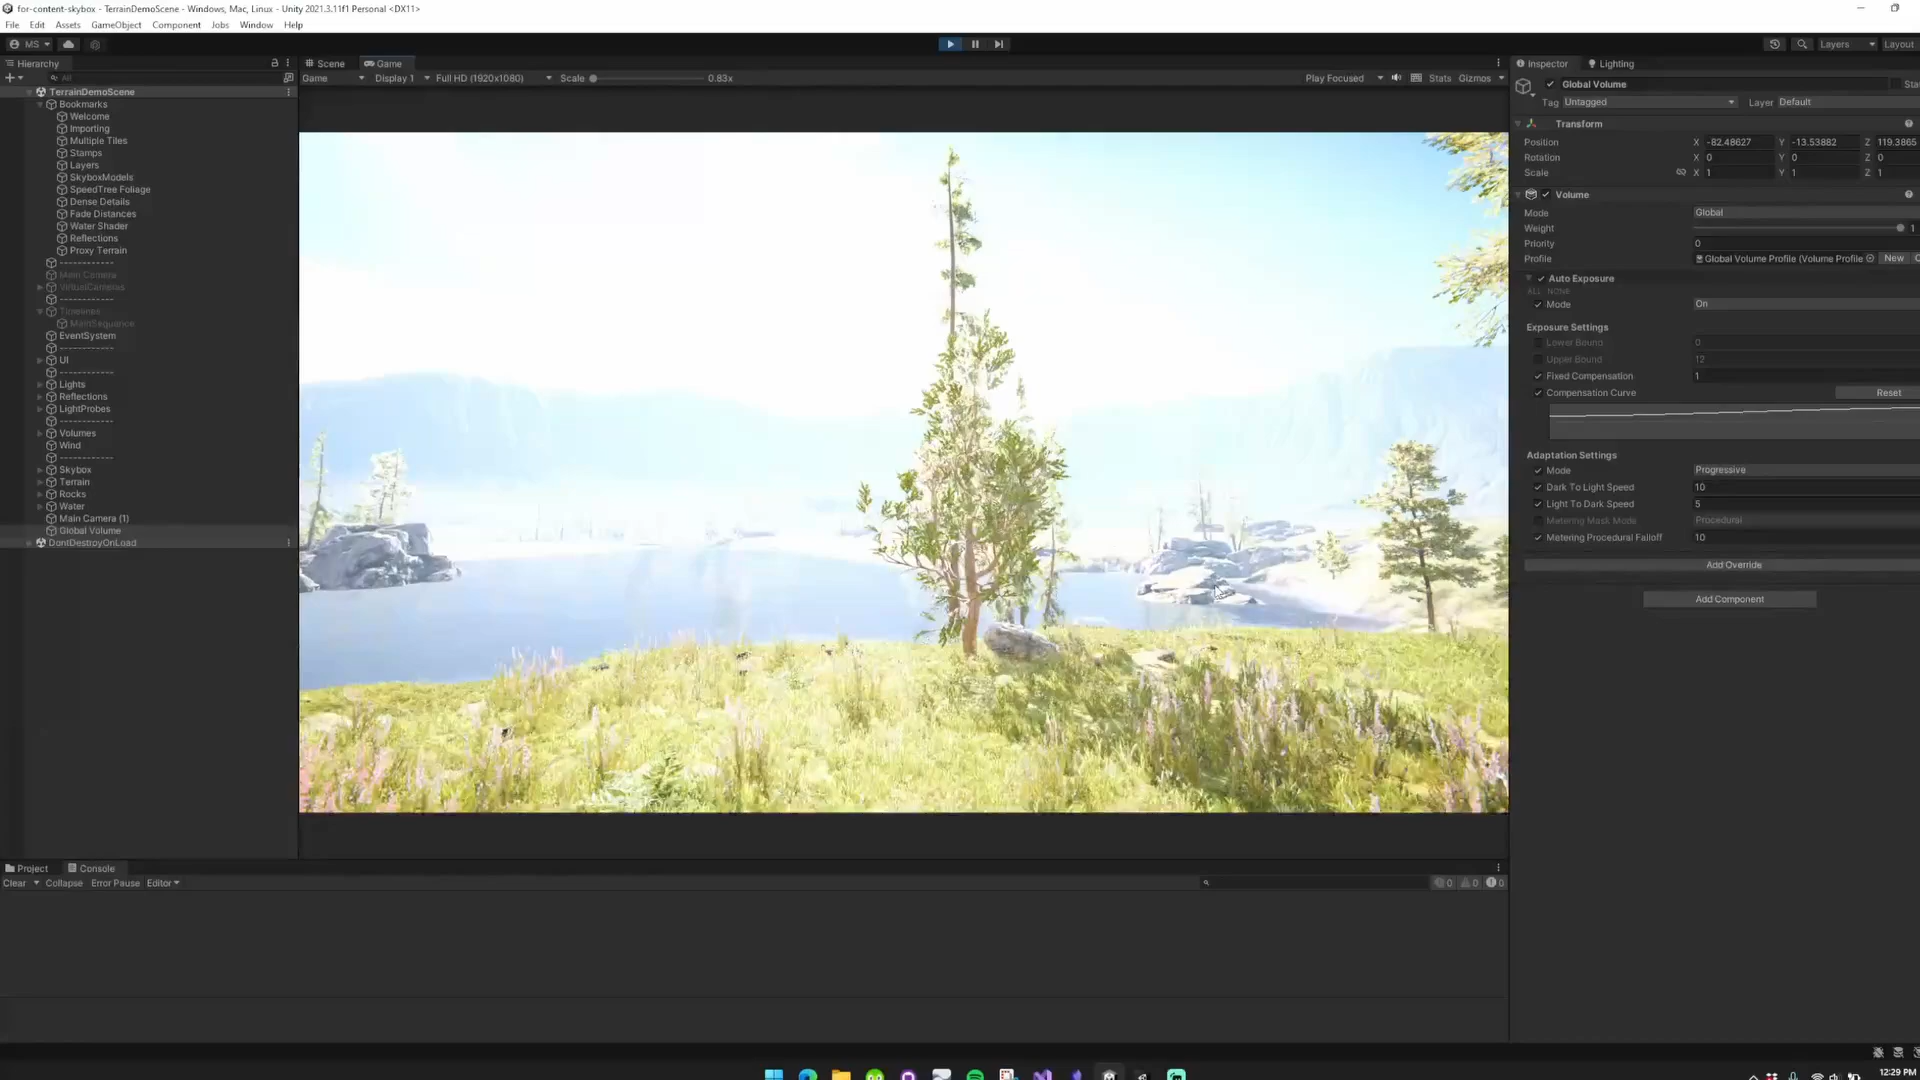 for-content-skybox - TerrainDemoScene - Windows, Mac, Linux - Unity 2021.3.11f1 Personal <DX11>
File Edit Assets GameObject Component Jobs Window Help
MS
Layers Layout
Hierarchy
All
TerrainDemoScene
Bookmarks
Welcome
Importing
Multiple Tiles
Stamps
Layers
SkyboxModels
SpeedTree Foliage
Dense Details
Fade Distances
Water Shader
Reflections
Proxy Terrain
------------
Main Camera
VirtualCameras
------------
Timelines
MainSequence
EventSystem
------------
UI
------------
Lights
Reflections
LightProbes
------------
Volumes
Wind
------------
Skybox
Terrain
Rocks
Water
Main Camera (1)
Global Volume
DontDestroyOnLoad
Scene Game
Game Display 1 Full HD (1920x1080) Scale 0.83x Play Focused Stats Gizmos
Inspector Lighting
Global Volume Sta
Tag Untagged Layer Default
Transform
Position X -82.48627 Y -13.53882 Z 119.3865
Rotation X 0 Y 0 Z 0
Scale X 1 Y 1 Z 1
Volume
Mode Global
Weight 1
Priority 0
Profile Global Volume Profile (Volume Profile New C
Auto Exposure
ALL NONE
Mode On
Exposure Settings
Lower Bound 0
Upper Bound 12
Fixed Compensation 1
Compensation Curve Reset
Adaptation Settings
Mode Progressive
Dark To Light Speed 10
Light To Dark Speed 5
Metering Mask Mode Procedural
Metering Procedural Falloff 10
Add Override
Add Component
Project Console
Clear Collapse Error Pause Editor
0 0 0
12:29 PM